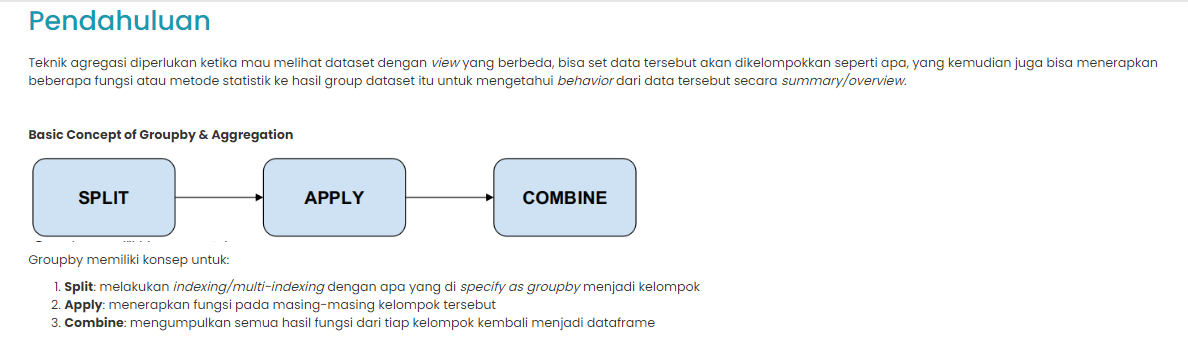 Pendahuluan
Teknik agregasi diperlukan ketika mau melihat dataset dengan view yang berbeda, bisa set data tersebut akan dikelompokkan seperti apa, yang kemudian juga bisa menerapkan
beberapa fungsi atau metode statistik ke hasil group dataset itu untuk mengetahui behavior dari data tersebut secara summary/overview.
Basic Concept of Groupby & Aggregation
SPLIT
APPLY
COMBINE
Groupby memiliki konsep untuk:
1. Split: melakukan indexing/multi-indexing dengan apa yang di specify as groupby menjadi kelompok
2. Apply: menerapkan fungsi pada masing-masing kelompok tersebut
3. Combine: mengumpulkan semua hasil fungsi dari tiap kelompok kembali menjadi dataframe